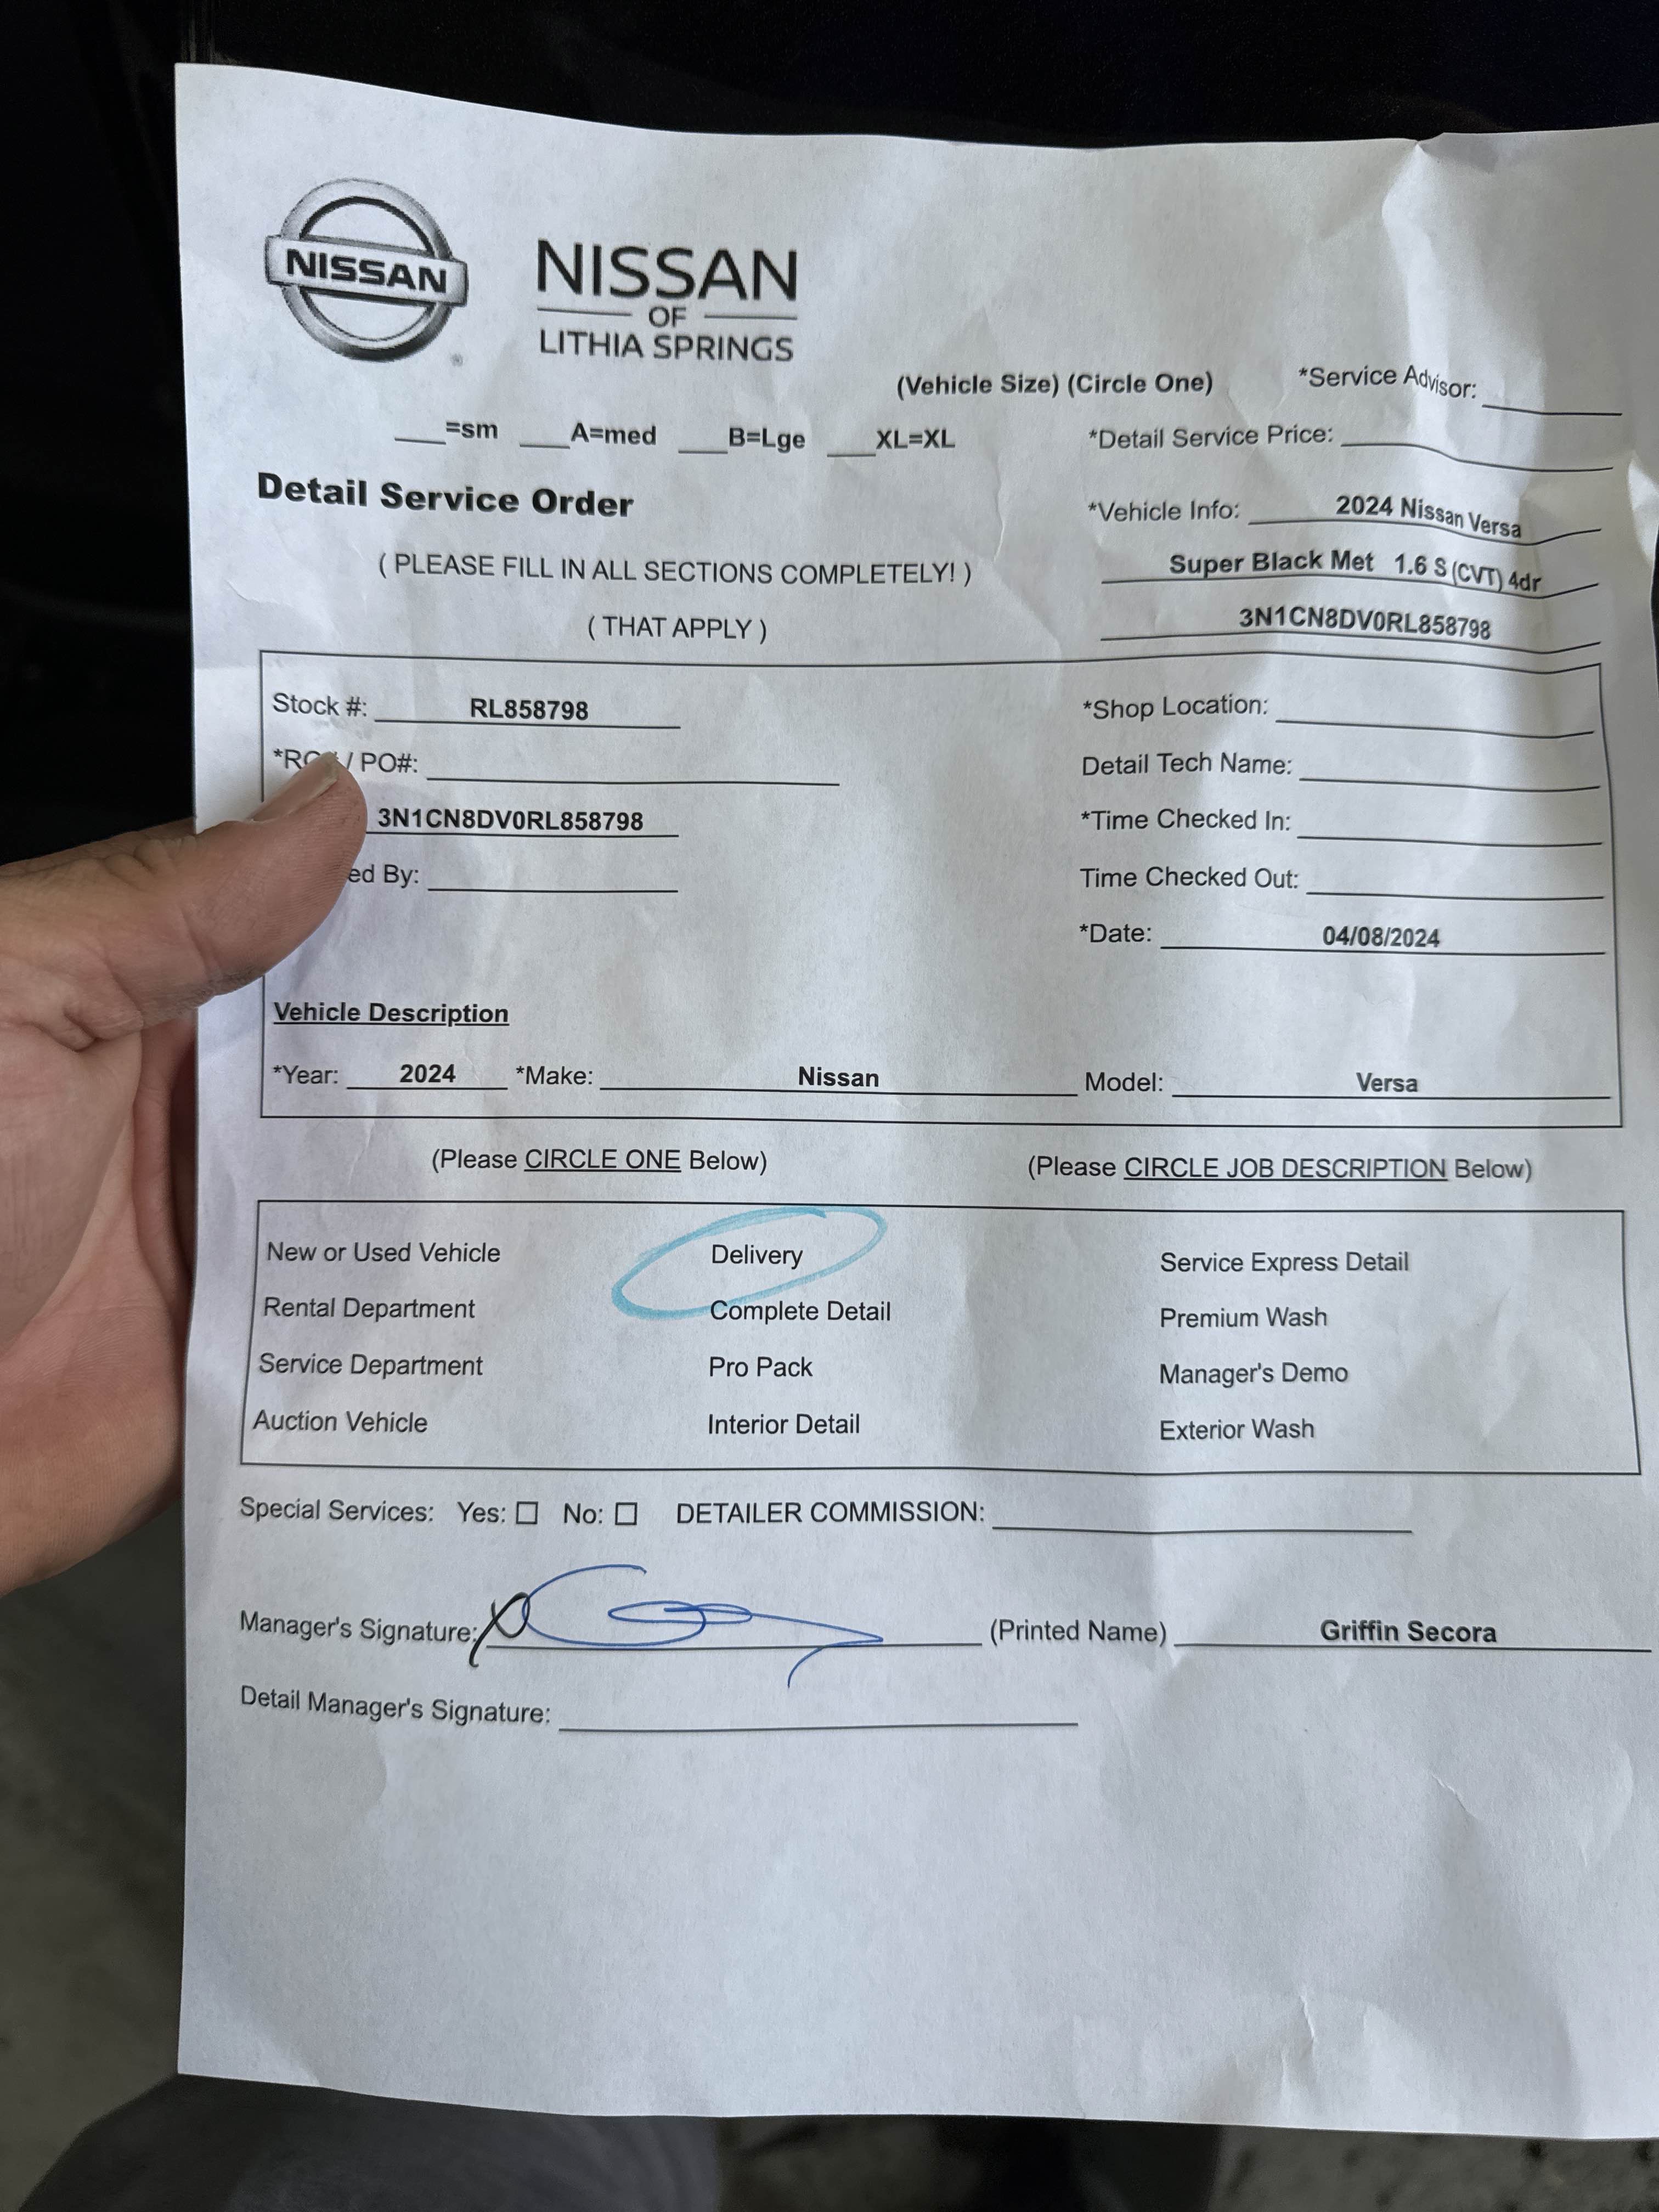 NISSAN
NISSAN
OF
LITHIA SPRINGS
(Vehicle Size) (Circle One) *Service Advisor:
=sm A=med B=Lge XL=XL *Detail Service Price:
Detail Service Order
*Vehicle Info: 2024 Nissan Versa
( PLEASE FILL IN ALL SECTIONS COMPLETELY! ) Super Black Met 1.6 S (CVT) 4dr
( THAT APPLY ) 3N1CN8DV0RL858798
Stock #: RL858798 *Shop Location:
/ PO#: Detail Tech Name:
3N1CN8DV0RL858798 *Time Checked In:
ed By: Time Checked Out:
*Date: 04/08/2024
Vehicle Description
*Year: 2024 *Make: Nissan Model: Versa
(Please CIRCLE ONE Below) (Please CIRCLE JOB DESCRIPTION Below)
New or Used Vehicle Delivery Service Express Detail
Rental Department Complete Detail Premium Wash
Service Department Pro Pack Manager's Demo
Auction Vehicle Interior Detail Exterior Wash
Special Services: Yes: No: DETAILER COMMISSION:
Manager's Signature: (Printed Name) Griffin Secora
Detail Manager's Signature: